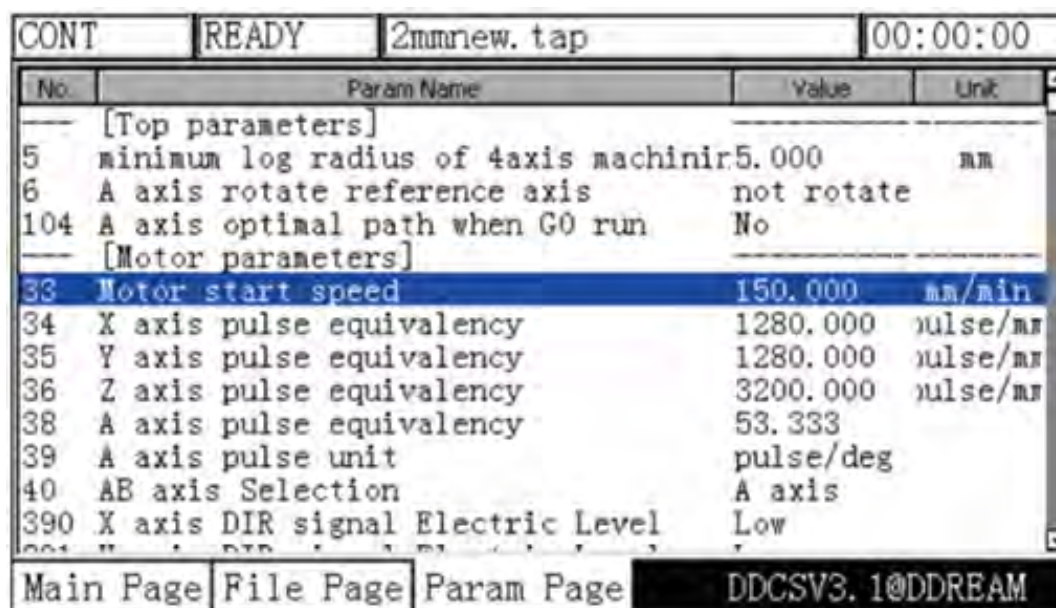 CONT READY 2mmnew.tap 00:00:00
No. Param Name Value Unit
--- [Top parameters] ------------ --------
5 minimum log radius of 4axis machinin 5.000 mm
6 A axis rotate reference axis not rotate
104 A axis optimal path when G0 run No
--- [Motor parameters] ------------ --------
33 Motor start speed 150.000 mm/min
34 X axis pulse equivalency 1280.000 pulse/mm
35 Y axis pulse equivalency 1280.000 pulse/mm
36 Z axis pulse equivalency 3200.000 pulse/mm
38 A axis pulse equivalency 53.333
39 A axis pulse unit pulse/deg
40 AB axis Selection A axis
390 X axis DIR signal Electric Level Low
Main Page File Page Param Page DDCSV3.1@DDREAM